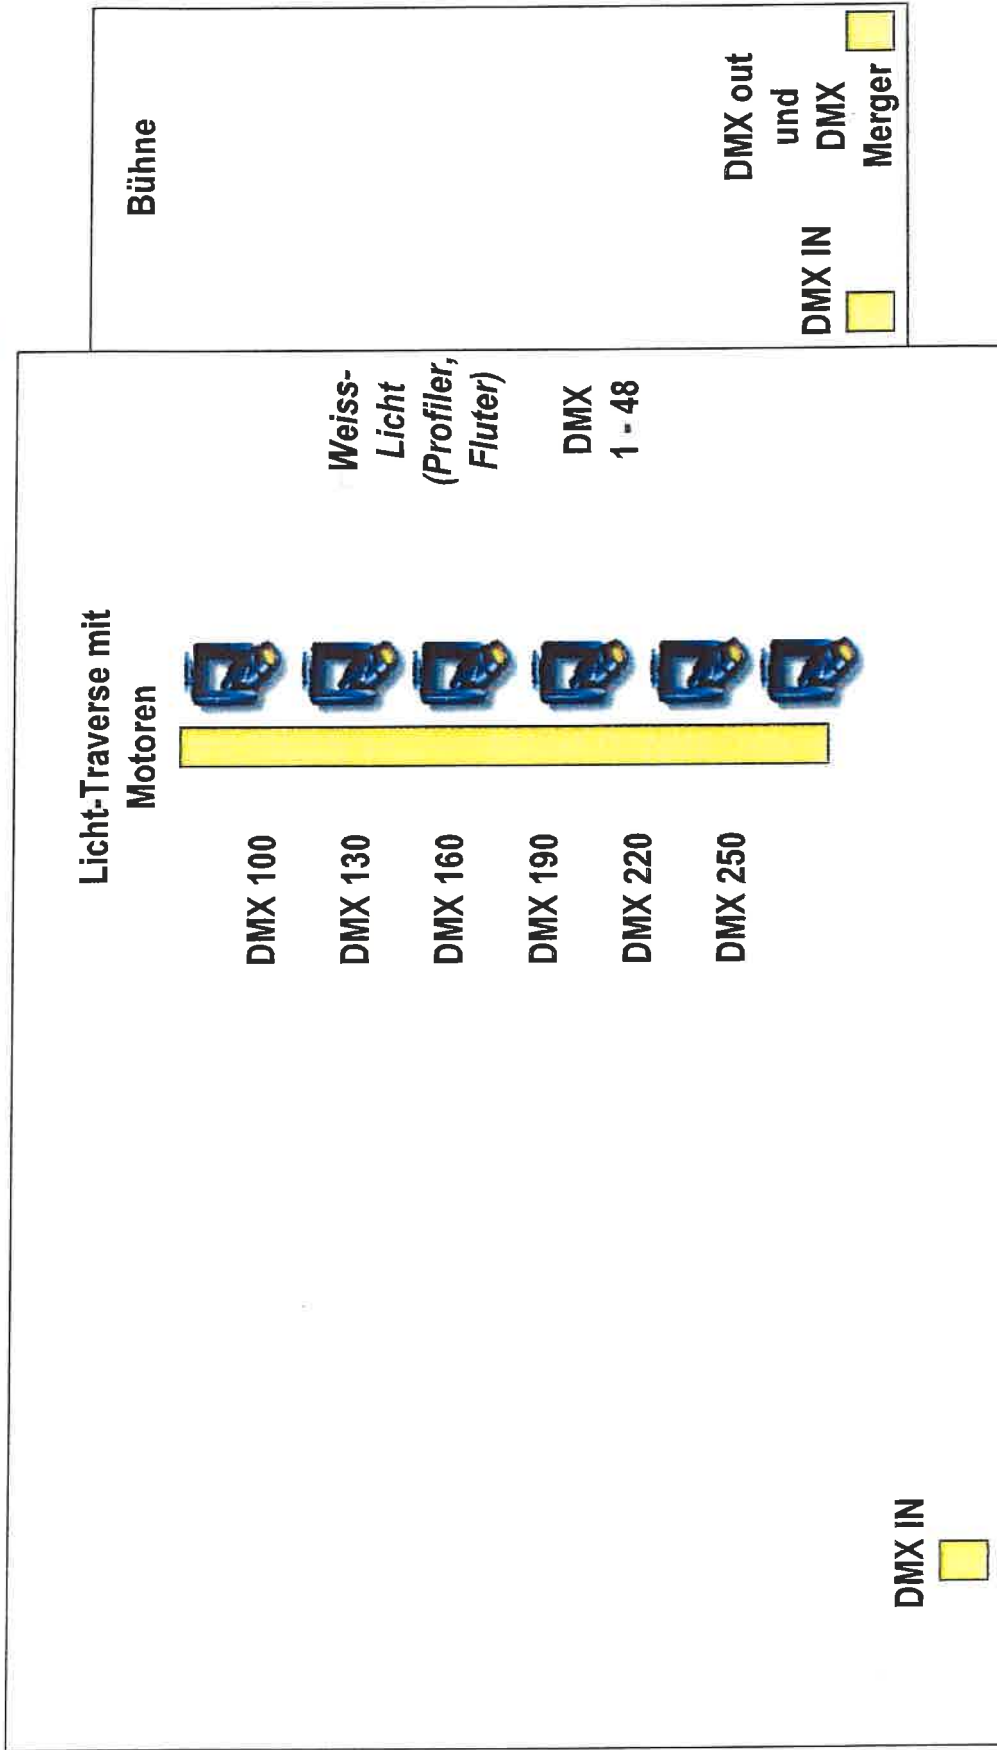 Bühne
DMX out
und
DMX
Merger
DMX IN
Weiss-
Licht
(Profiler,
Fluter)
DMX
1 - 48
Licht-Traverse mit
Motoren
DMX 100
DMX 130
DMX 160
DMX 190
DMX 220
DMX 250
DMX IN